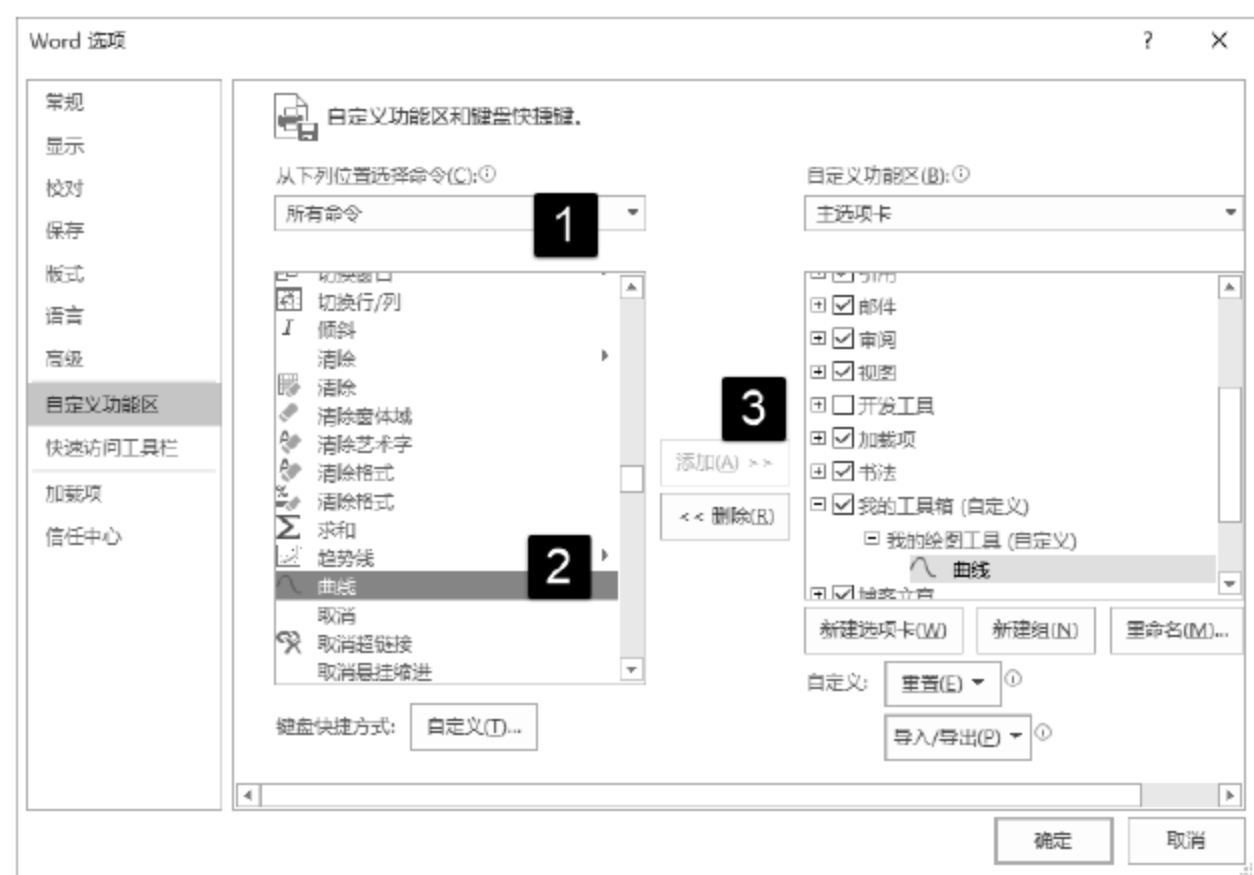 Word 选项
?
×
常规
显示
校对
保存
版式
语言
高级
自定义功能区
快速访问工具栏
加载项
信任中心
自定义功能区和键盘快捷键。
从下列位置选择命令(C):
所有命令
1
切换窗口
切换行/列
倾斜
清除
清除
清除窗体域
清除艺术字
清除格式
清除格式
求和
趋势线
2
曲线
取消
取消超链接
取消悬挂缩进
键盘快捷方式:
自定义(T)...
3
添加(A) >>
<< 删除(R)
自定义功能区(B):
主选项卡
引用
邮件
审阅
视图
开发工具
加载项
书法
我的工具箱 (自定义)
我的绘图工具 (自定义)
曲线
博客文章
新建选项卡(W)
新建组(N)
重命名(M)...
自定义:
重置(E)
导入/导出(P)
确定
取消